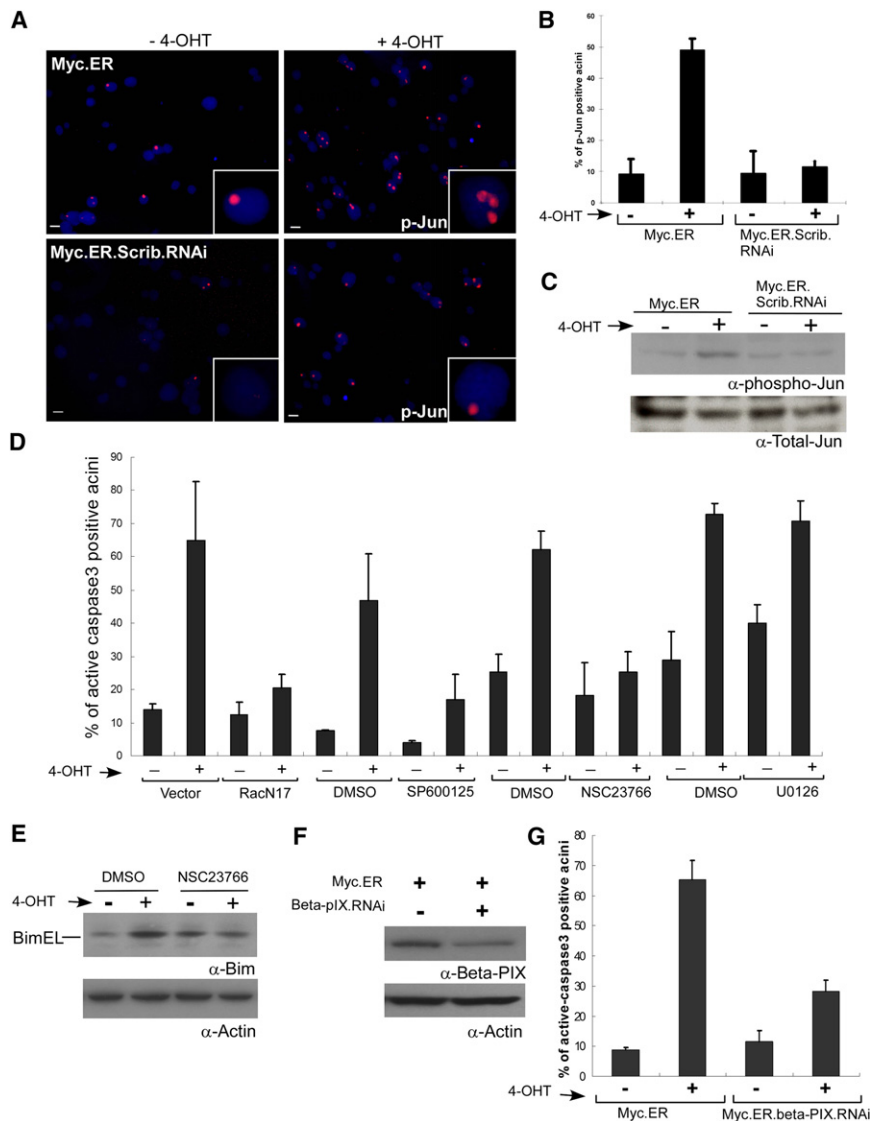 A
- 4-OHT
+ 4-OHT
Myc.ER
p-Jun
Myc.ER.Scrib.RNAi
p-Jun
B
% of p-Jun positive acini
60
50
40
30
20
10
0
4-OHT
- + - +
Myc.ER
Myc.ER.Scrib.
RNAi
C
Myc.ER
Myc.ER.
Scrib.RNAi
4-OHT
- + - +
α-phospho-Jun
α-Total-Jun
D
% of active caspase3 positive acini
90
80
70
60
50
40
30
20
10
0
4-OHT
– + – + – + – + – + – + – + – +
Vector RacN17 DMSO SP600125 DMSO NSC23766 DMSO U0126
E
DMSO NSC23766
4-OHT
- + - +
BimEL
α-Bim
α-Actin
F
Myc.ER + +
Beta-pIX.RNAi - +
α-Beta-PIX
α-Actin
G
% of active-caspase3 positive acini
80
70
60
50
40
30
20
10
0
4-OHT
- + - +
Myc.ER Myc.ER.beta-PIX.RNAi